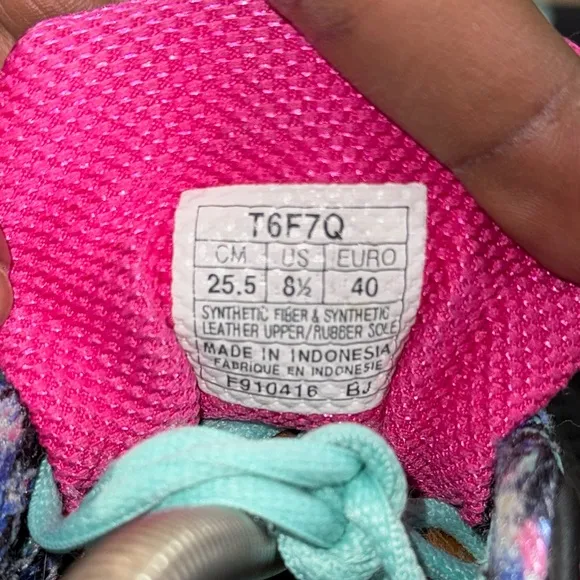 T6F7Q
CM US EURO
25.5 8½ 40
SYNTHETIC FIBER & SYNTHETIC
LEATHER UPPER/RUBBER SOLE
MADE IN INDONESIA
FABRIQUE EN INDONESIE
F910416 BJ